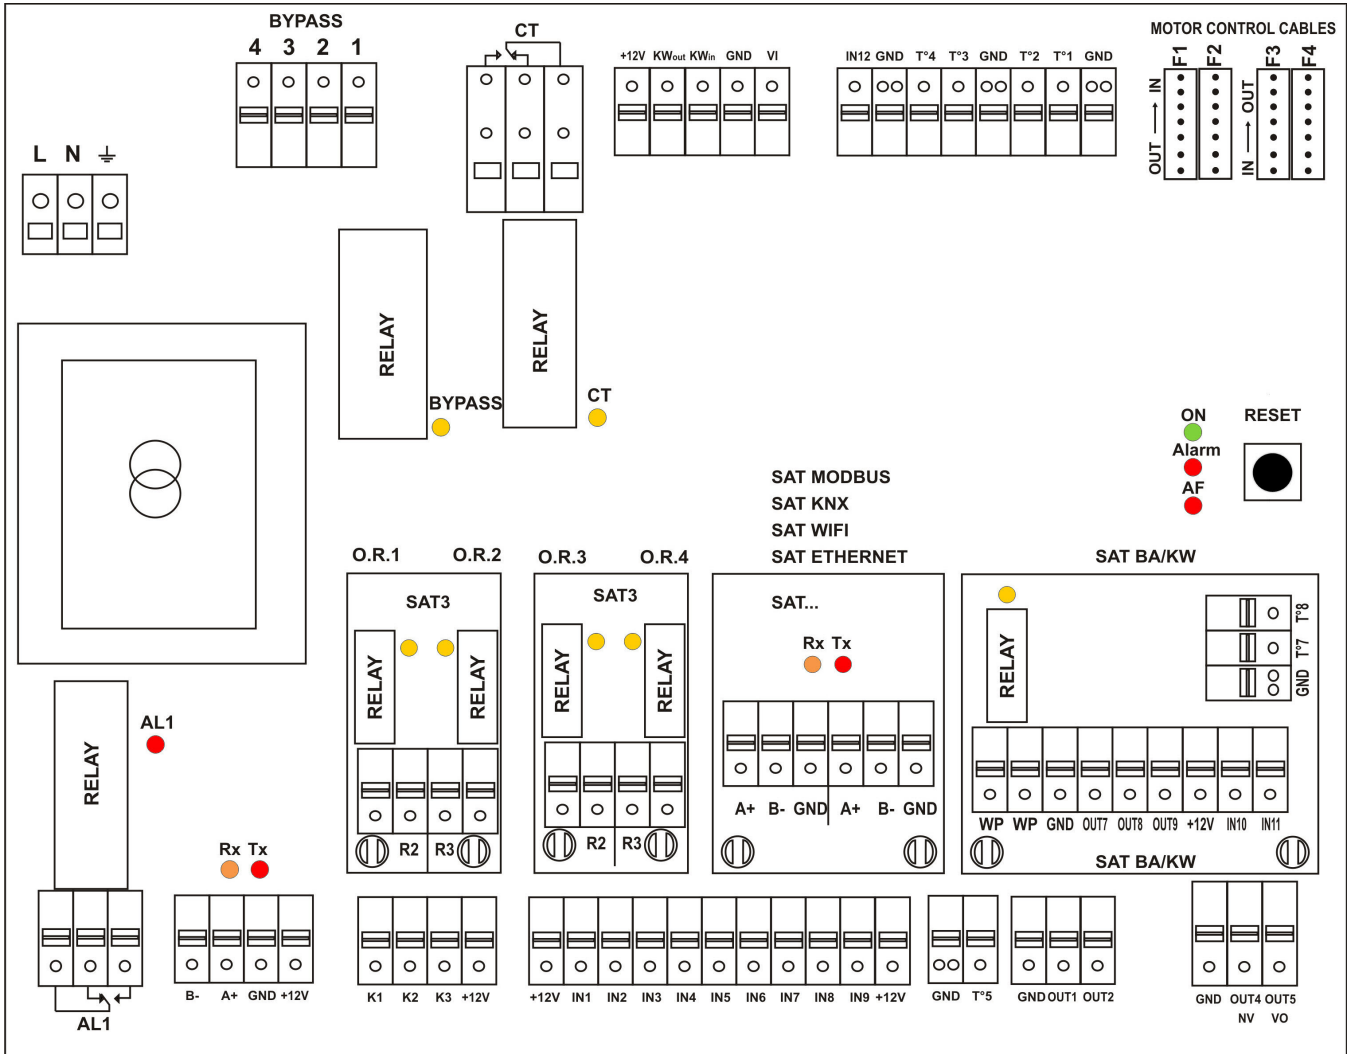 BYPASS
4 3 2 1
CT
+12V KWout KWin GND VI
IN12 GND T°4 T°3 GND T°2 T°1 GND
MOTOR CONTROL CABLES
F1 F2 F3 F4
OUT → IN
IN → OUT
L N
RELAY
RELAY
BYPASS
CT
ON
Alarm
AF
RESET
SAT MODBUS
SAT KNX
SAT WIFI
SAT ETHERNET
O.R.1 O.R.2
SAT3
RELAY RELAY
R2 R3
O.R.3 O.R.4
SAT3
RELAY RELAY
R2 R3
SAT...
Rx Tx
A+ B- GND A+ B- GND
SAT BA/KW
RELAY
T°8
T°7
GND
WP WP GND OUT7 OUT8 OUT9 +12V IN10 IN11
SAT BA/KW
RELAY
AL1
AL1
Rx Tx
B- A+ GND +12V
K1 K2 K3 +12V
+12V IN1 IN2 IN3 IN4 IN5 IN6 IN7 IN8 IN9 +12V
GND T°5
GND OUT1 OUT2
GND OUT4 OUT5
NV VO